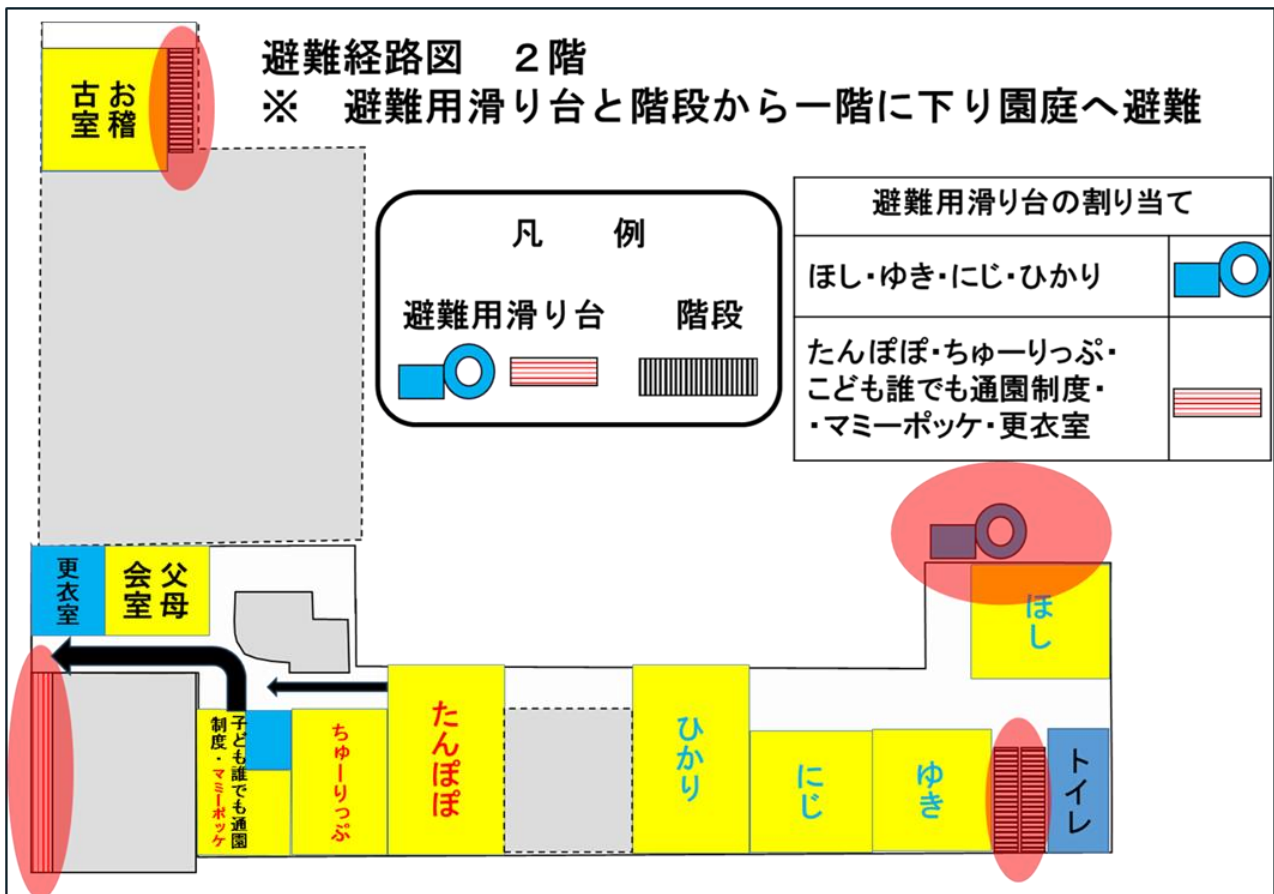 避難経路図　２階
※　避難用滑り台と階段から一階に下り園庭へ避難
お稽
古室
凡　例
避難用滑り台　階段
避難用滑り台の割り当て
ほし・ゆき・にじ・ひかり
たんぽぽ・ちゅーりっぷ・
こども誰でも通園制度・
・マミーポッケ・更衣室
更衣室
父母
会室
ほし
子ども誰でも通園
制度・マミーポッケ
ちゅーりっぷ
たんぽぽ
ひかり
にじ
ゆき
トイレ